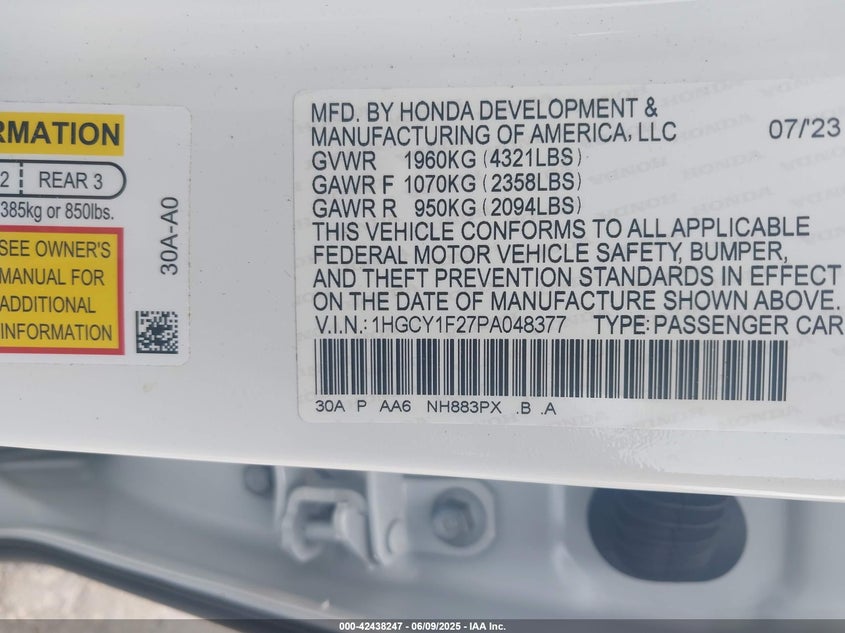 RMATION
2 REAR 3
385kg or 850lbs.
SEE OWNER'S
MANUAL FOR
ADDITIONAL
INFORMATION
30A-A0
MFD. BY HONDA DEVELOPMENT &
MANUFACTURING OF AMERICA, LLC 07/'23
GVWR 1960KG (4321LBS)
GAWR F 1070KG (2358LBS)
GAWR R 950KG (2094LBS)
THIS VEHICLE CONFORMS TO ALL APPLICABLE
FEDERAL MOTOR VEHICLE SAFETY, BUMPER,
AND THEFT PREVENTION STANDARDS IN EFFECT
ON THE DATE OF MANUFACTURE SHOWN ABOVE.
V.I.N.: 1HGCY1F27PA048377 TYPE: PASSENGER CAR
30A P AA6 NH883PX .B .A
000-42438247 - 06/09/2025 - IAA Inc.